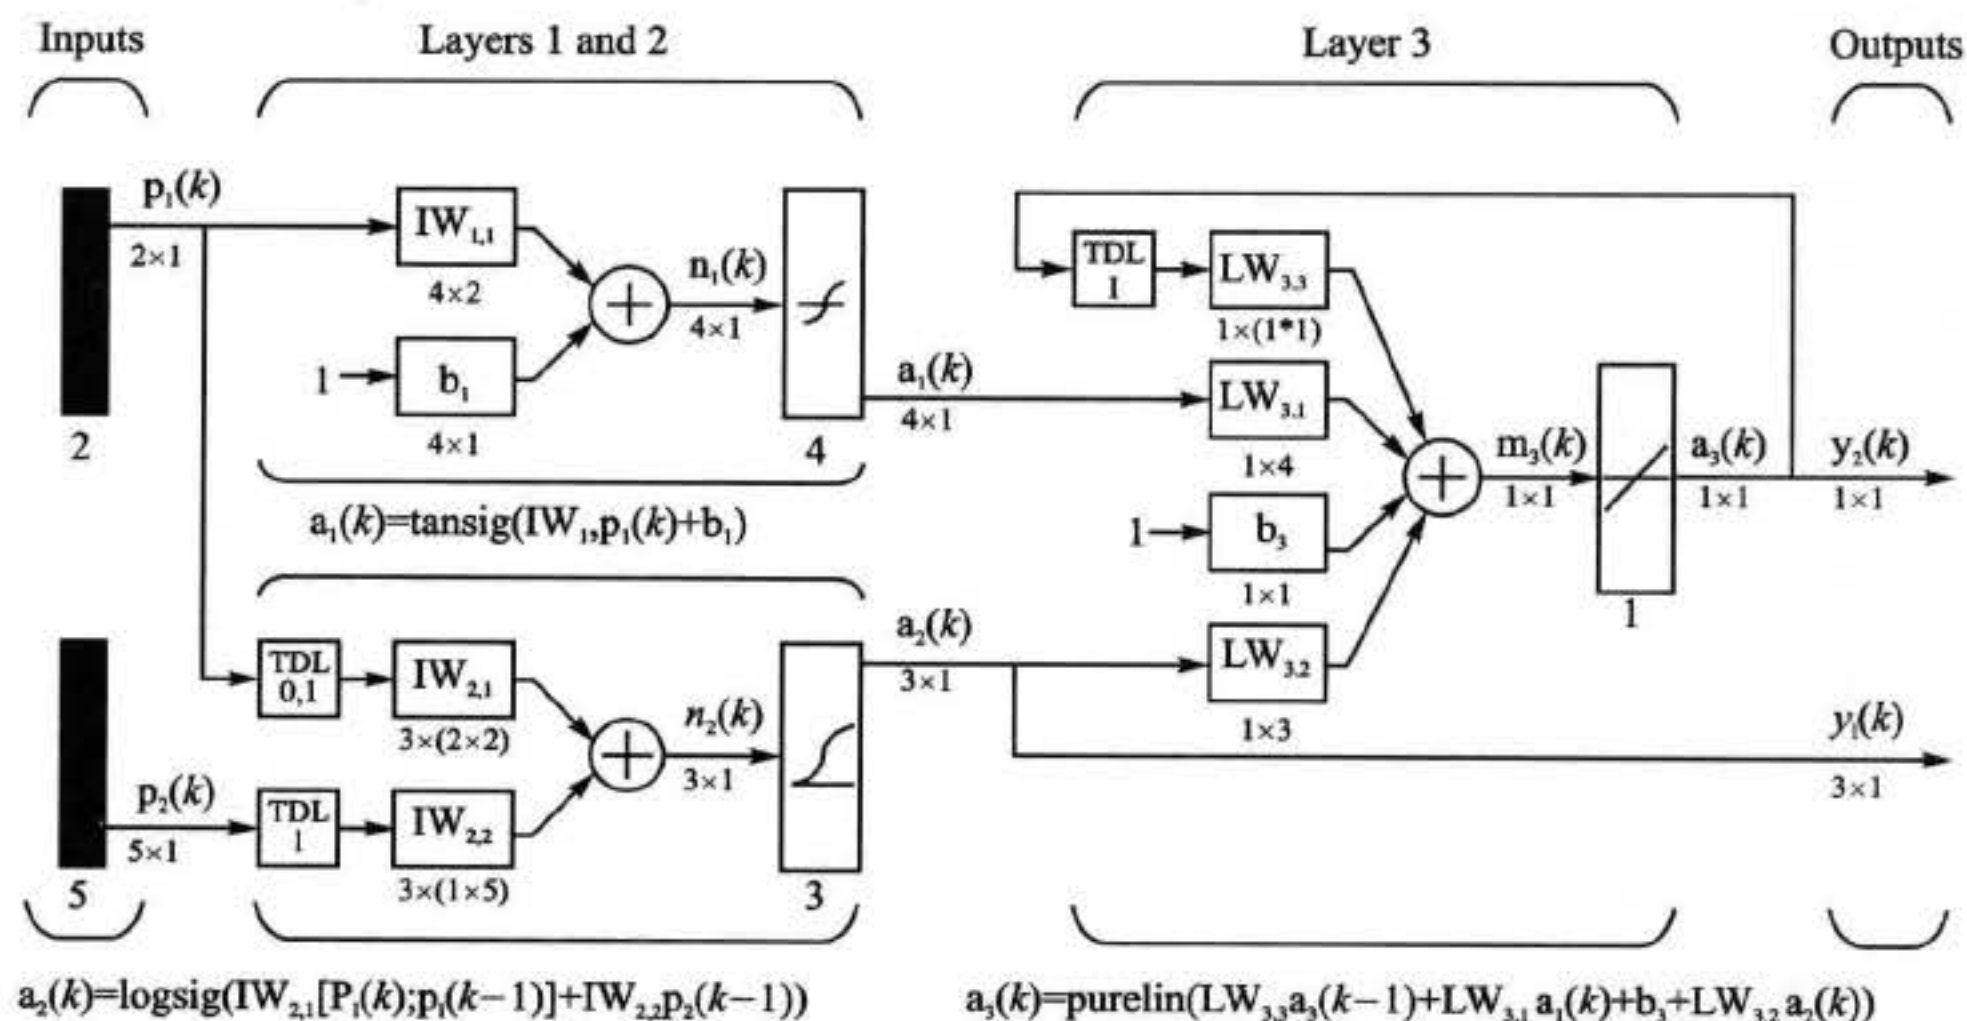 Inputs
Layers 1 and 2
Layer 3
Outputs
p₁(k)
2×1
2
IW₁,₁
4×2
1
b₁
4×1
n₁(k)
4×1
4
a₁(k)=tansig(IW₁,p₁(k)+b₁)
a₁(k)
4×1
TDL
1
LW₃.₃
1×(1*1)
LW₃.₁
1×4
1
b₃
1×1
LW₃.₂
1×3
m₃(k)
1×1
1
a₃(k)
1×1
y₂(k)
1×1
p₂(k)
5×1
5
TDL
0,1
IW₂,₁
3×(2×2)
TDL
1
IW₂,₂
3×(1×5)
n₂(k)
3×1
3
a₂(k)
3×1
y₁(k)
3×1
a₂(k)=logsig(IW₂,₁[P₁(k);p₁(k−1)]+IW₂,₂p₂(k−1))
a₃(k)=purelin(LW₃.₃a₃(k−1)+LW₃.₁a₁(k)+b₃+LW₃.₂a₂(k))